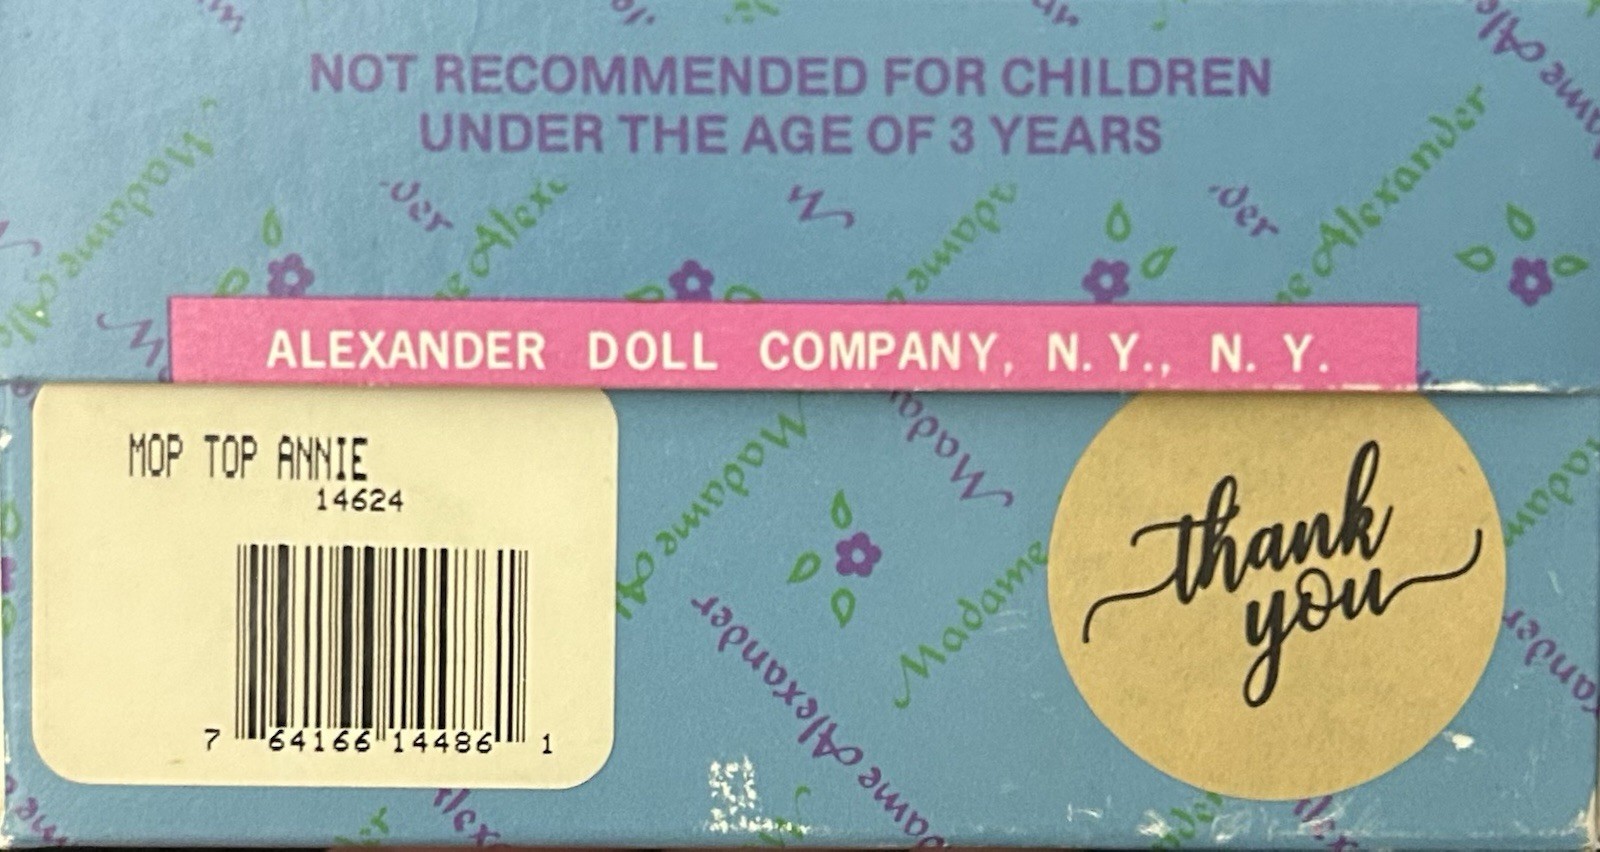 NOT RECOMMENDED FOR CHILDREN
UNDER THE AGE OF 3 YEARS
Madame
Alexander
ALEXANDER DOLL COMPANY, N.Y., N.Y.
MOP TOP ANNIE
14624
7 64166 14486 1
Madame
Madame
Alexander
thank
you